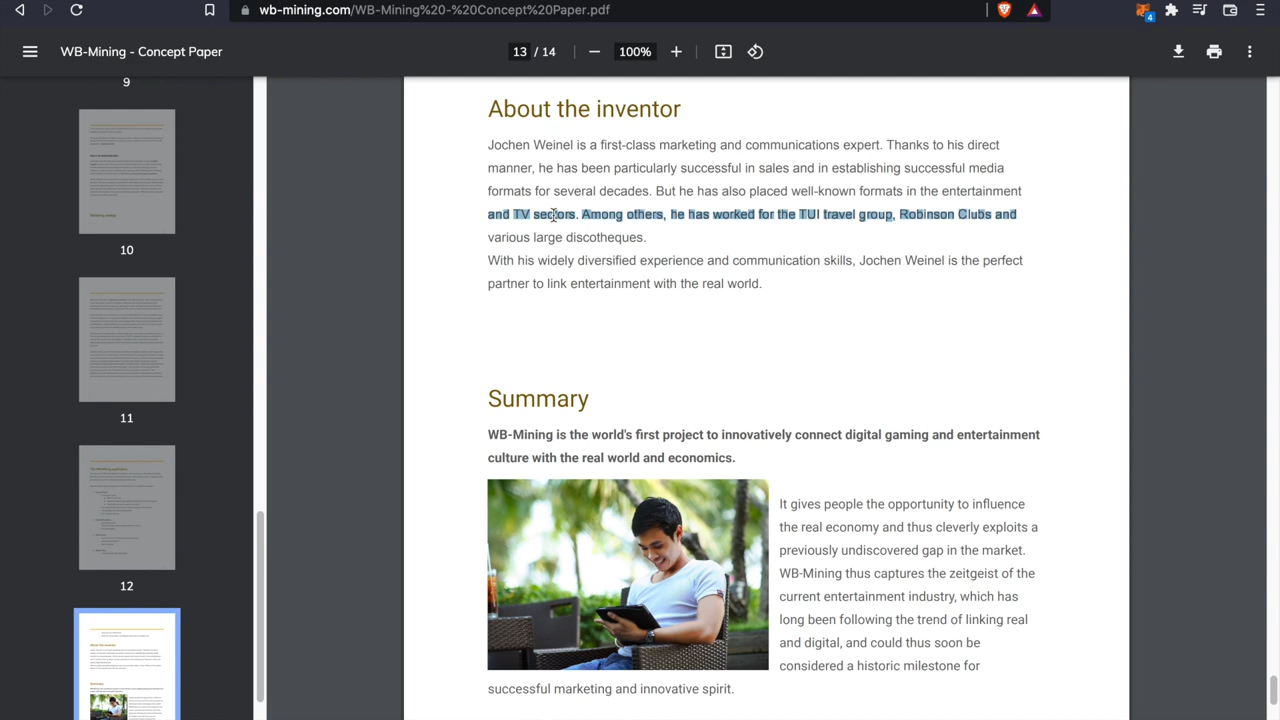 wb-mining.com/WB-Mining%20-%20Concept%20Paper.pdf
4
WB-Mining - Concept Paper
13 / 14
100%
9
10
11
12
About the inventor
Jochen Weinel is a first-class marketing and communications expert. Thanks to his direct
manner, he has been particularly successful in sales and in establishing successful media
formats for several decades. But he has also placed well-known formats in the entertainment
and TV sectors. Among others, he has worked for the TUI travel group, Robinson Clubs and
various large discotheques.
With his widely diversified experience and communication skills, Jochen Weinel is the perfect
partner to link entertainment with the real world.
Summary
WB-Mining is the world's first project to innovatively connect digital gaming and entertainment
culture with the real world and economics.
It gives people the opportunity to influence
the real economy and thus cleverly exploits a
previously undiscovered gap in the market.
WB-Mining thus captures the zeitgeist of the
current entertainment industry, which has
long been following the trend of linking real
and digital, and could thus soon be
considered a historic milestone for
successful marketing and innovative spirit.